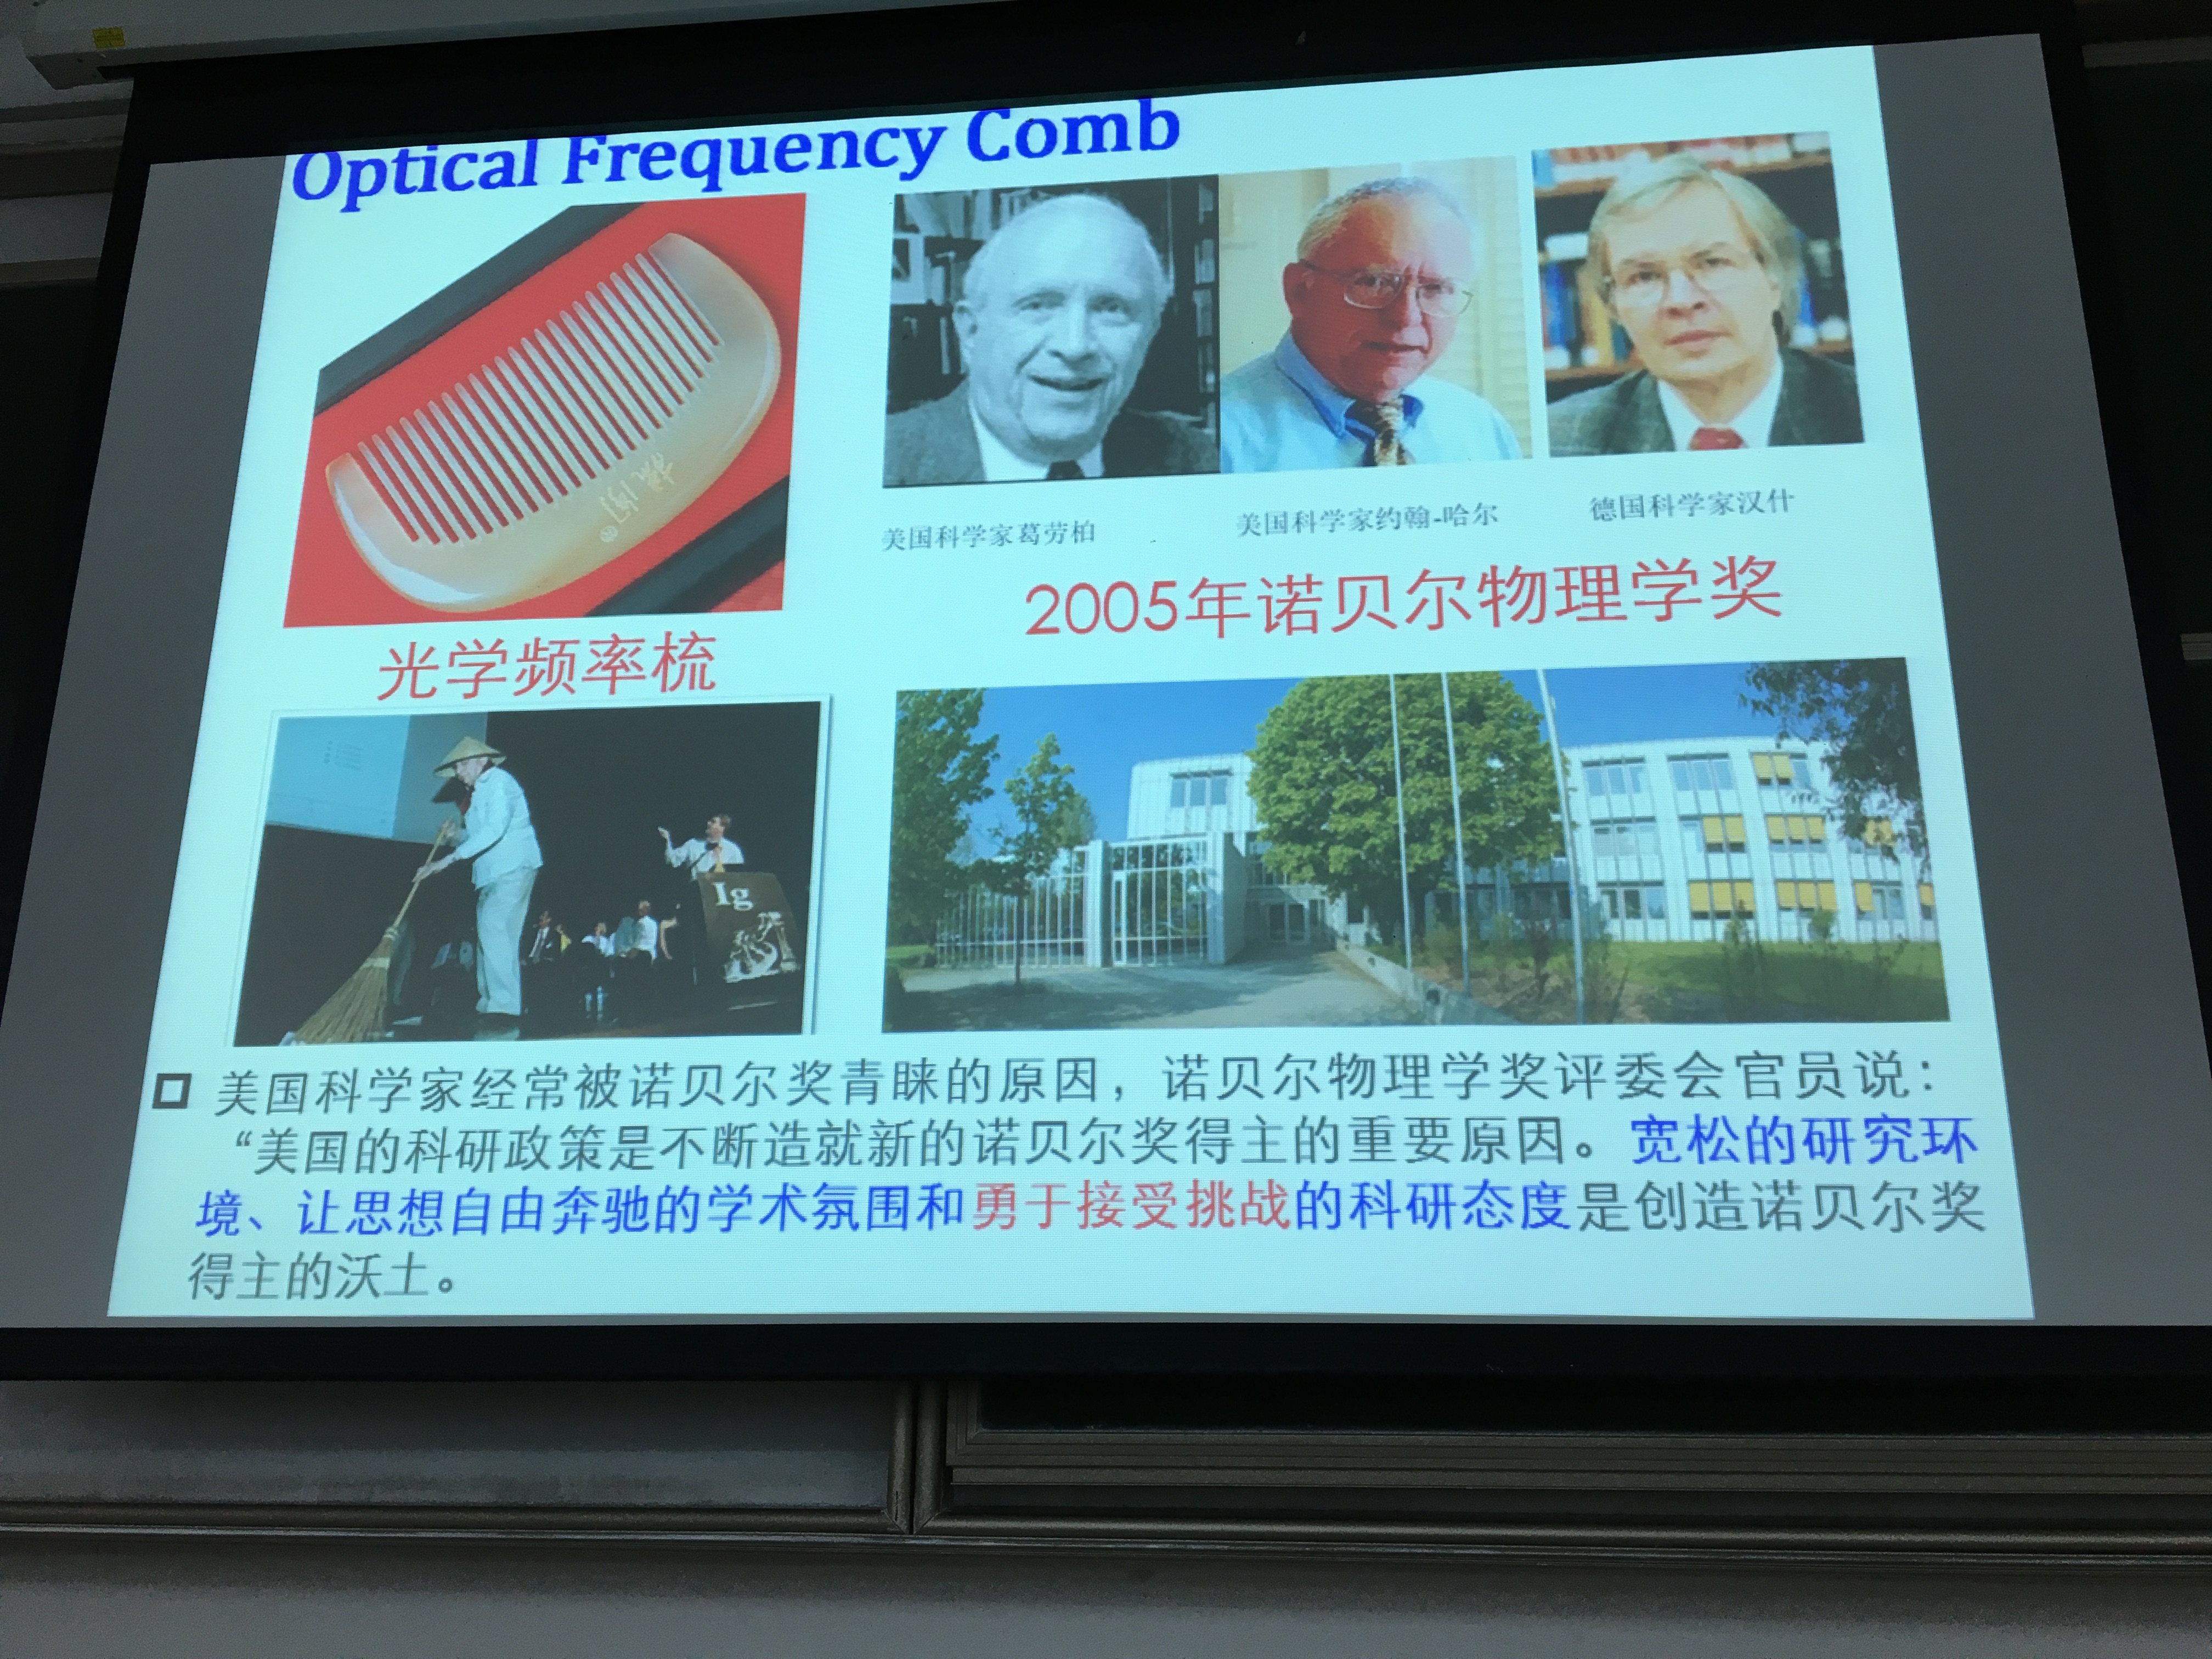 Optical Frequency Comb
美国科学家葛劳柏
美国科学家约翰-哈尔
德国科学家汉什
2005年诺贝尔物理学奖
光学频率梳
Ig
美国科学家经常被诺贝尔奖青睐的原因，诺贝尔物理学奖评委会官员说：
“美国的科研政策是不断造就新的诺贝尔奖得主的重要原因。宽松的研究环
境、让思想自由奔驰的学术氛围和勇于接受挑战的科研态度是创造诺贝尔奖
得主的沃土。